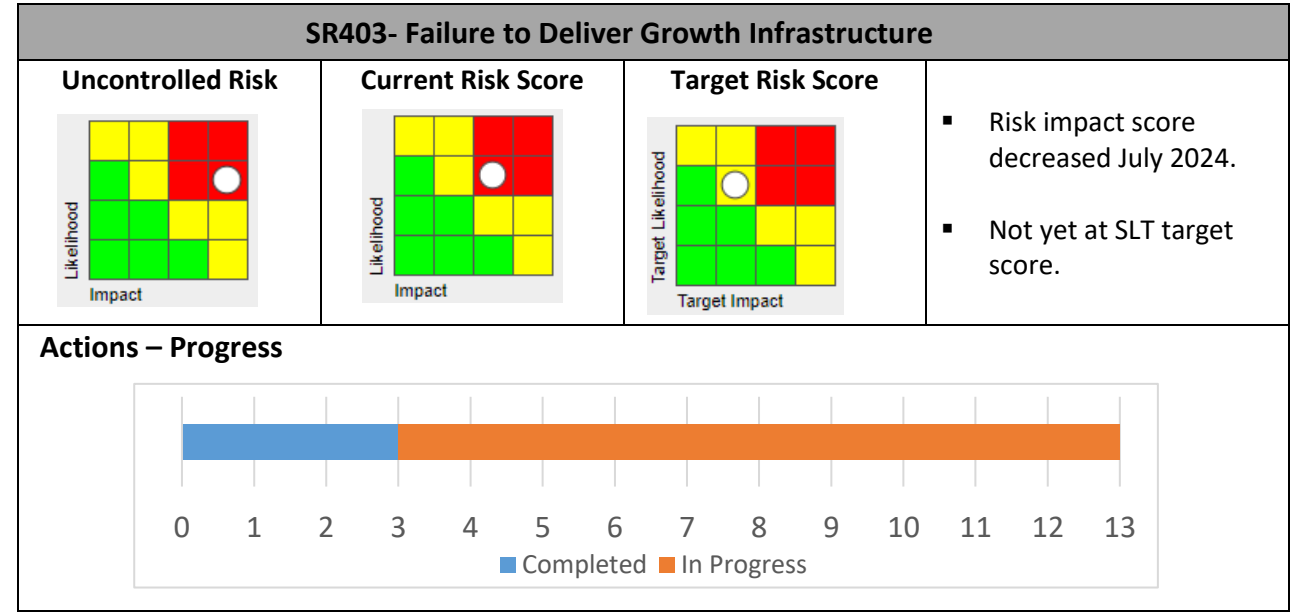 SR403- Failure to Deliver Growth Infrastructure
Uncontrolled Risk
Likelihood
Impact
Current Risk Score
Likelihood
Impact
Target Risk Score
Target Likelihood
Target Impact
▪ Risk impact score
decreased July 2024.
▪ Not yet at SLT target
score.
Actions – Progress
0 1 2 3 4 5 6 7 8 9 10 11 12 13
Completed In Progress